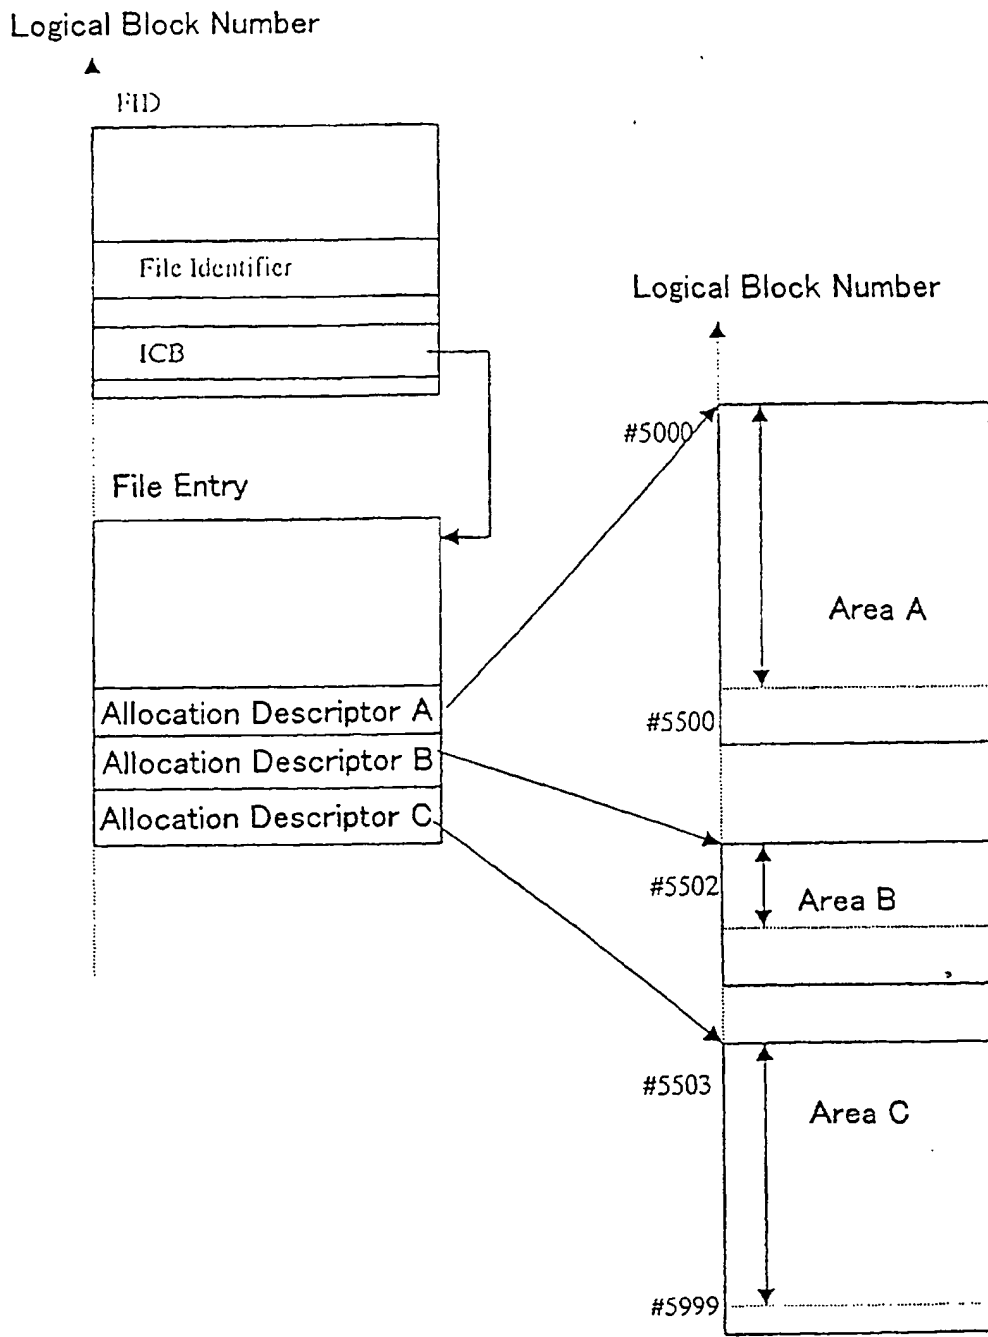 Logical Block Number
FID
File Identifier
ICB
File Entry
Allocation Descriptor A
Allocation Descriptor B
Allocation Descriptor C
Logical Block Number
#5000
Area A
#5500
#5502
Area B
#5503
Area C
#5999